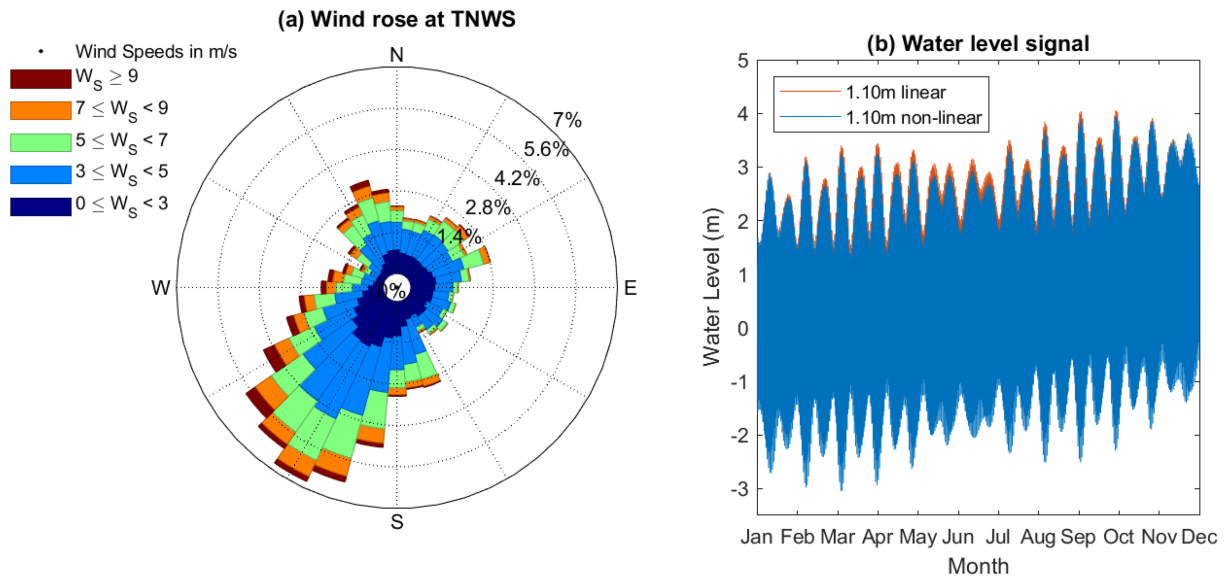 (a) Wind rose at TNWS
Wind Speeds in m/s
W_S ≥ 9
7 ≤ W_S < 9
5 ≤ W_S < 7
3 ≤ W_S < 5
0 ≤ W_S < 3
N
7%
5.6%
4.2%
2.8%
1.4%
0%
W
E
S
(b) Water level signal
1.10m linear
1.10m non-linear
Water Level (m)
5
4
3
2
1
0
-1
-2
-3
Jan Feb Mar Apr May Jun Jul Aug Sep Oct Nov Dec
Month